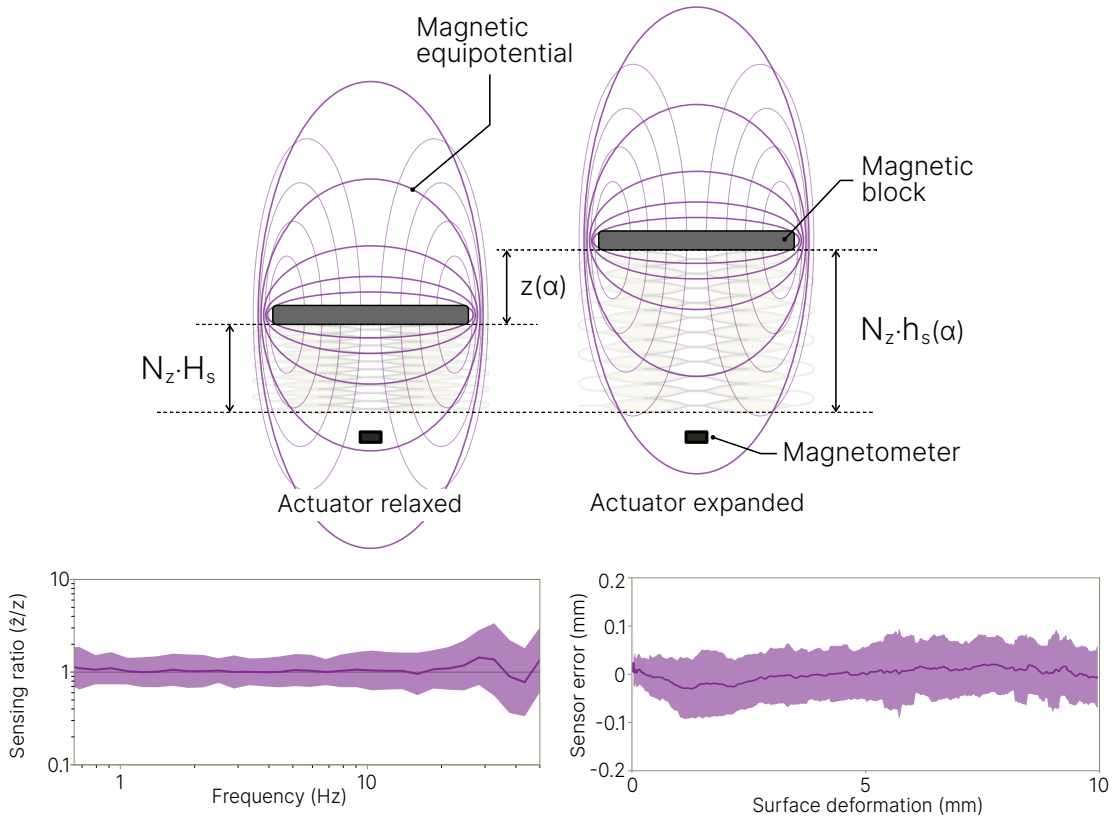 Magnetic
equipotential
Magnetic
block
z(α)
N_z·H_s
N_z·h_s(α)
Magnetometer
Actuator relaxed
Actuator expanded
10
1
0.1
Sensing ratio (ẑ/z)
1
10
Frequency (Hz)
0.2
0.1
0
-0.1
-0.2
Sensor error (mm)
0
5
10
Surface deformation (mm)